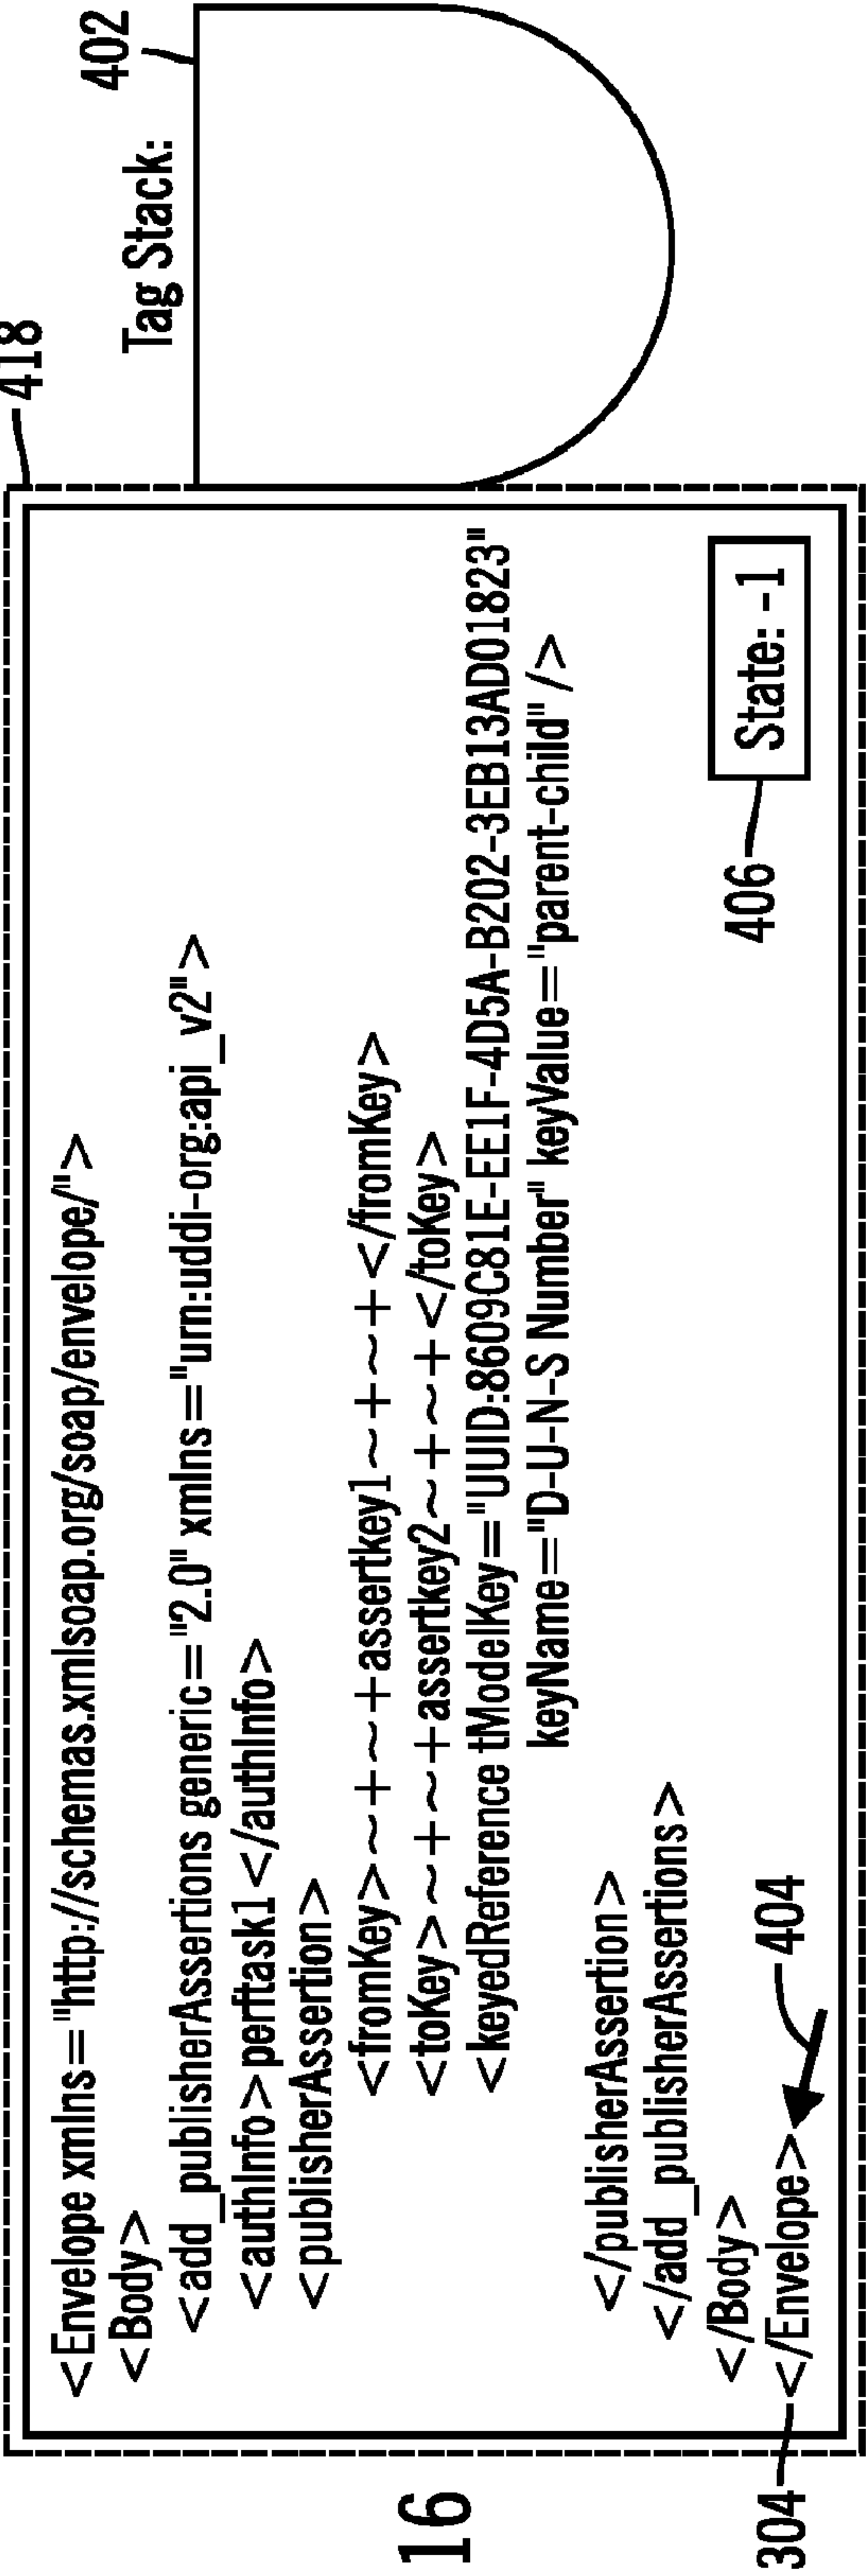 418
Tag Stack:
402
<Envelope xmlns="http://schemas.xmlsoap.org/soap/envelope/">
<Body>
<add_publisherAssertions generic="2.0" xmlns="urn:uddi-org:api_v2">
<authInfo>perftask1</authInfo>
<publisherAssertion>
<fromKey>~+~+~+assertkey1~+~+~+</fromKey>
<toKey>~+~+~+assertkey2~+~+~+</toKey>
<keyedReference tModelKey="UUID:8609C81E-EE1F-4D5A-B202-3EB13AD01823"
keyName="D-U-N-S Number" keyValue="parent-child" />
</publisherAssertion>
</add_publisherAssertions>
</Body>
</Envelope>
404
406
State: -1
304
16